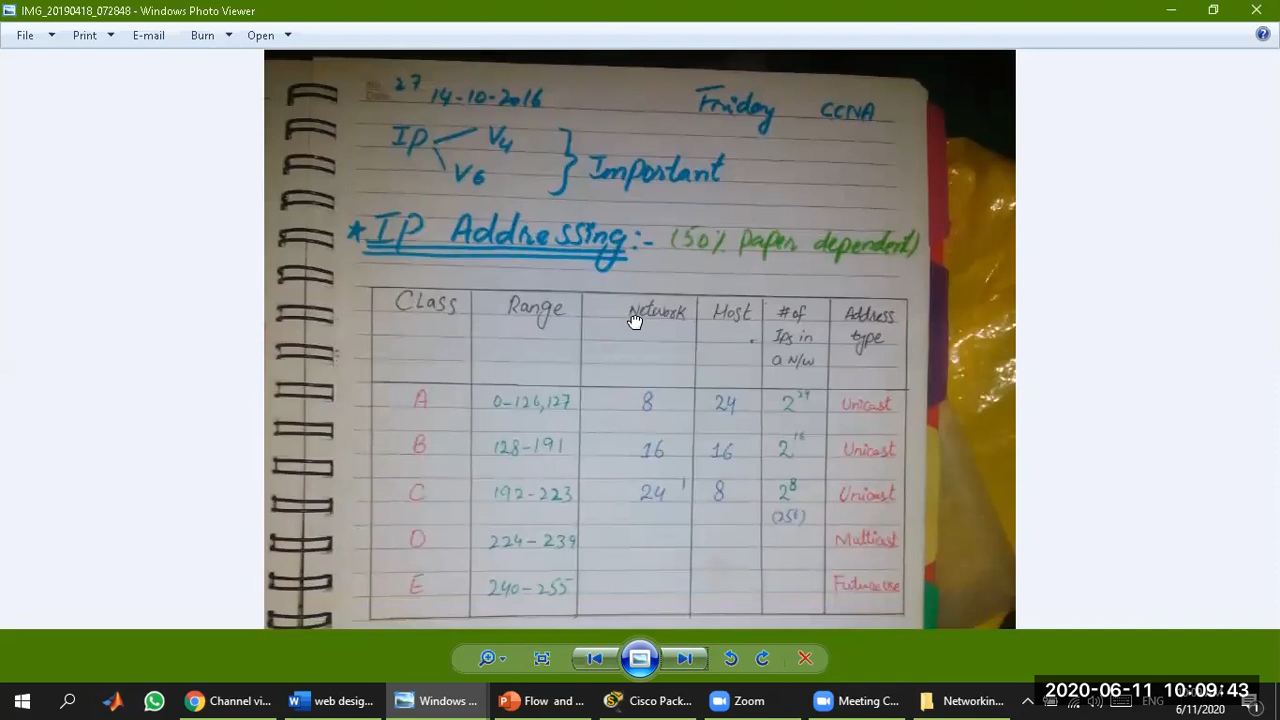 IMG_20190418_072848 - Windows Photo Viewer
File Print E-mail Burn Open
27 14-10-2016 Friday CCNA
IP V4
V6
Important
* IP Addressing:- (50% paper dependent)
Class Range Network Host # of IPs in a N/W Address type
A 0-126,127 8 24 2^24 Unicast
B 128-191 16 16 2^16 Unicast
C 192-223 24 8 2^8 (256) Unicast
D 224-239 Multicast
E 240-255 Future Use
Channel vi... web desig... Windows ... Flow and ... Cisco Pack... Zoom Meeting C... Networkin... ENG
2020-06-11 10:09:43
6/11/2020